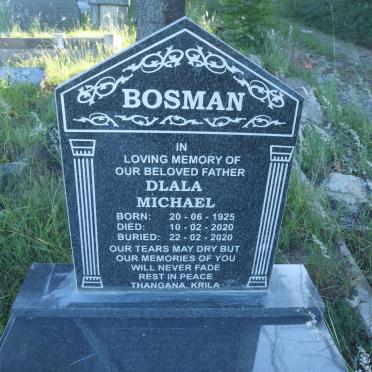 BOSMAN
IN
LOVING MEMORY OF
OUR BELOVED FATHER
DLALA
MICHAEL
BORN: 20 - 06 - 1925
DIED: 10 - 02 - 2020
BURIED: 22 - 02 - 2020
OUR TEARS MAY DRY BUT
OUR MEMORIES OF YOU
WILL NEVER FADE
REST IN PEACE
THANGANA, KRILA